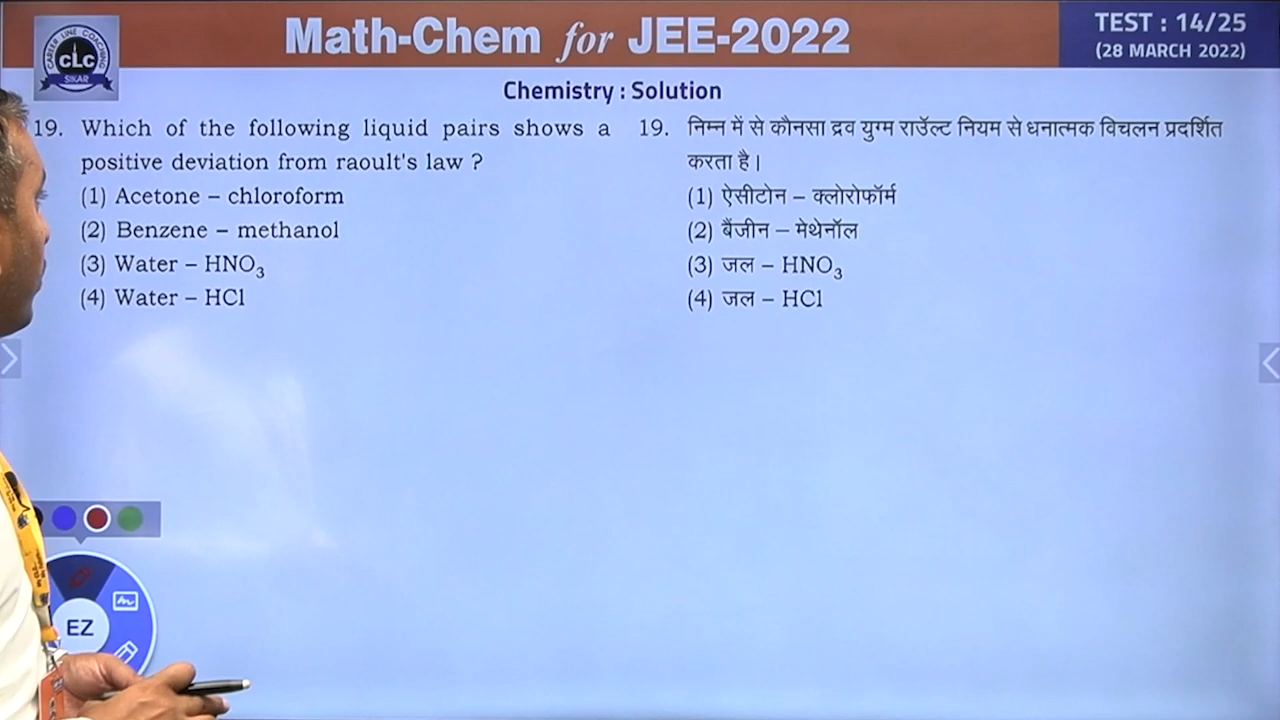 Math-Chem for JEE-2022
TEST : 14/25
(28 MARCH 2022)
CAREER LINE COACHING
CLC
SIKAR
Chemistry : Solution
19. Which of the following liquid pairs shows a
positive deviation from raoult's law ?
(1) Acetone – chloroform
(2) Benzene – methanol
(3) Water – HNO₃
(4) Water – HCl
19. निम्न में से कौनसा द्रव युग्म राउॅल्ट नियम से धनात्मक विचलन प्रदर्शित
करता है।
(1) ऐसीटोन – क्लोरोफॉर्म
(2) बैंजीन – मेथेनॉल
(3) जल – HNO₃
(4) जल – HCl
EZ